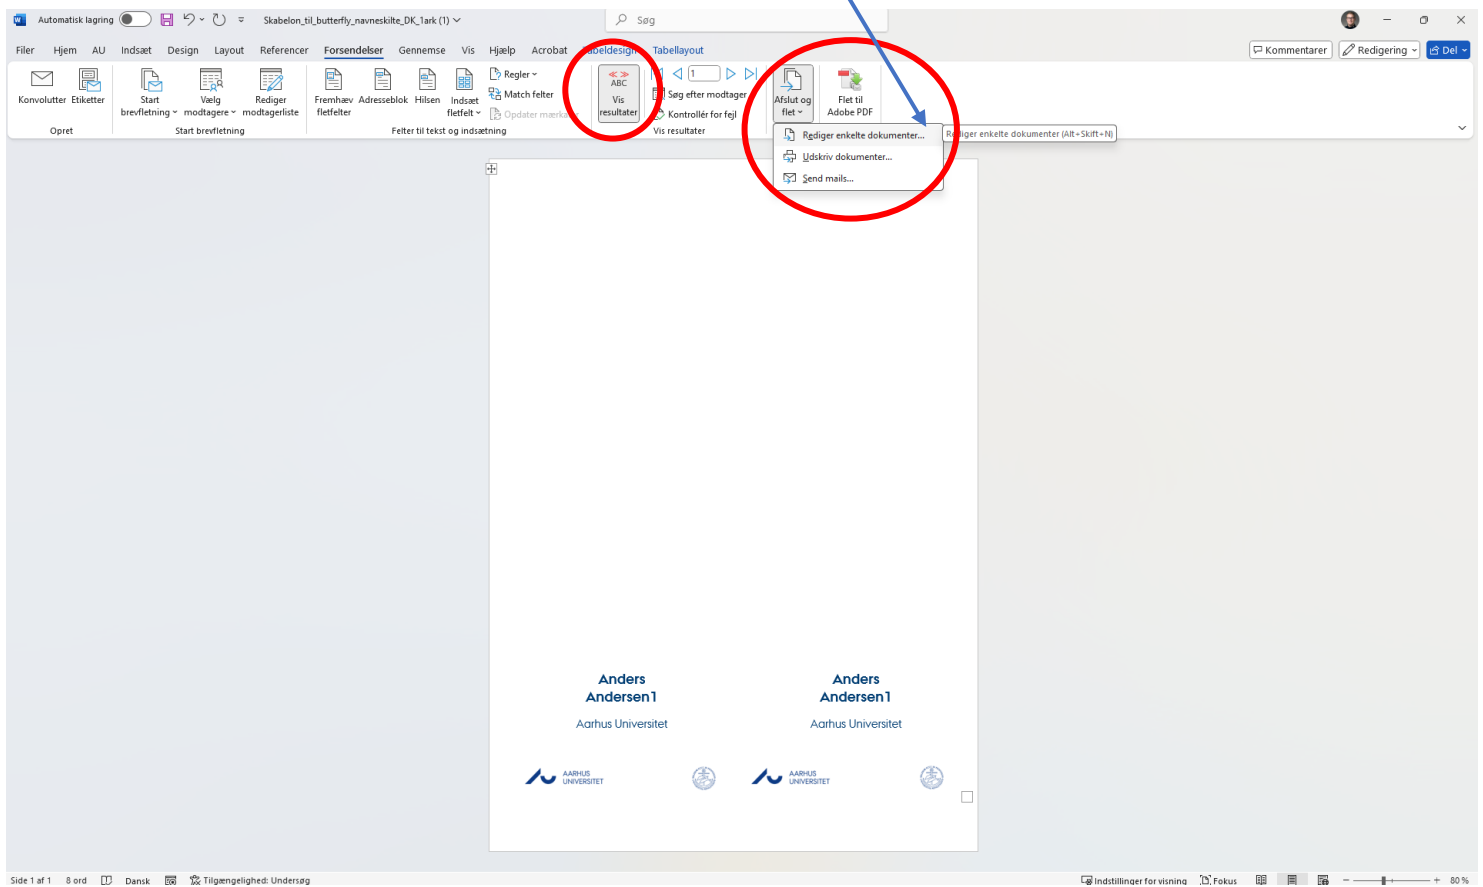 Automatisk lagring
Skabelon_til_butterfly_navneskilte_DK_1ark (1)
Søg
Filer Hjem AU Indsæt Design Layout Referencer Forsendelser Gennemse Vis Hjælp Acrobat Tabeldesign Tabellayout
Kommentarer Redigering Del
Konvolutter Etiketter
Opret
Start brevfletning
Vælg modtagere
Rediger modtagerliste
Start brevfletning
Fremhæv fletfelter
Adresseblok Hilsen
Indsæt fletfelt
Regler
Match felter
Opdater mærkater
Felter til tekst og indsætning
ABC
Vis resultater
1
Søg efter modtager
Kontrollér for fejl
Vis resultater
Afslut og flet
Flet til Adobe PDF
Rediger enkelte dokumenter...
Rediger enkelte dokumenter (Alt+Skift+N)
Udskriv dokumenter...
Send mails...
Anders Anders
Andersen1 Andersen1
Aarhus Universitet Aarhus Universitet
AARHUS AARHUS
UNIVERSITET UNIVERSITET
Side 1 af 1 8 ord Dansk Tilgængelighed: Undersøg
Indstillinger for visning Fokus 80 %